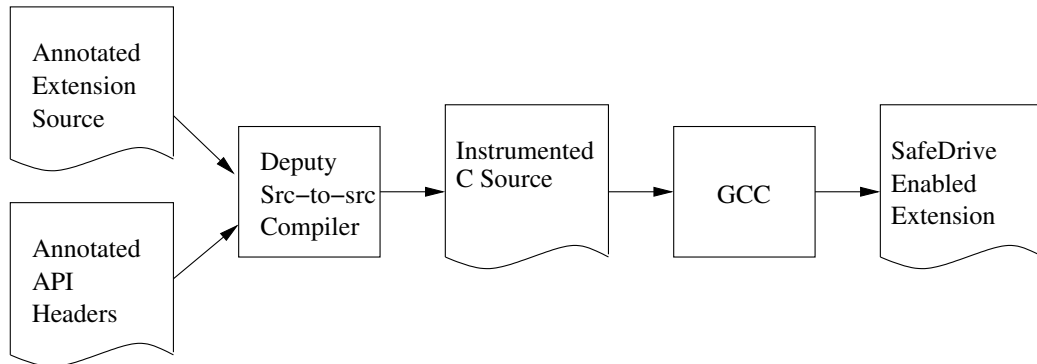 Annotated
Extension
Source
Annotated
API
Headers
Deputy
Src−to−src
Compiler
Instrumented
C Source
GCC
SafeDrive
Enabled
Extension